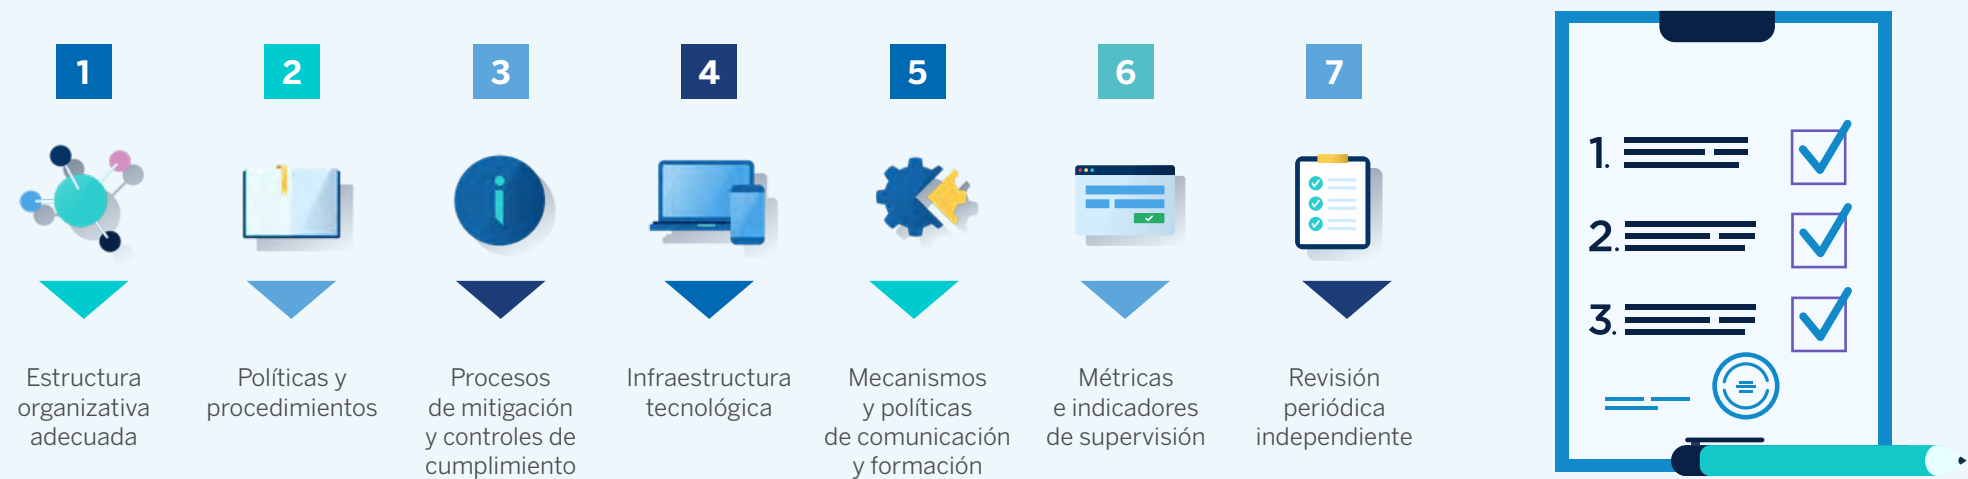 1
2
3
4
5
6
7
Estructura
organizativa
adecuada
Políticas y
procedimientos
Procesos
de mitigación
y controles de
cumplimiento
Infraestructura
tecnológica
Mecanismos
y políticas
de comunicación
y formación
Métricas
e indicadores
de supervisión
Revisión
periódica
independiente
1.
2.
3.